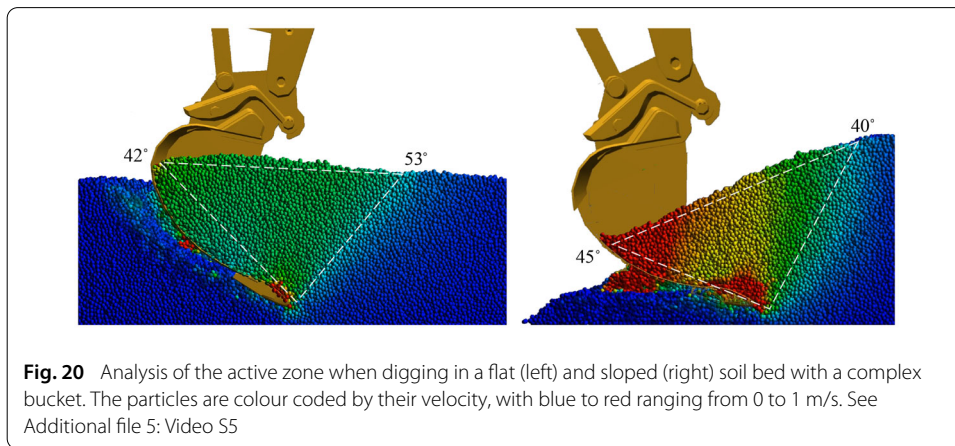 42°
53°
40°
45°
Fig. 20 Analysis of the active zone when digging in a flat (left) and sloped (right) soil bed with a complex
bucket. The particles are colour coded by their velocity, with blue to red ranging from 0 to 1 m/s. See
Additional file 5: Video S5